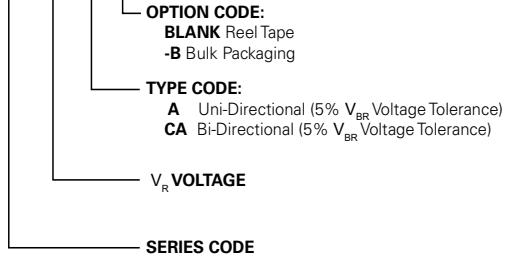 OPTION CODE:
BLANK Reel Tape
-B Bulk Packaging
TYPE CODE:
A Uni-Directional (5% VBR Voltage Tolerance)
CA Bi-Directional (5% VBR Voltage Tolerance)
VR VOLTAGE
SERIES CODE